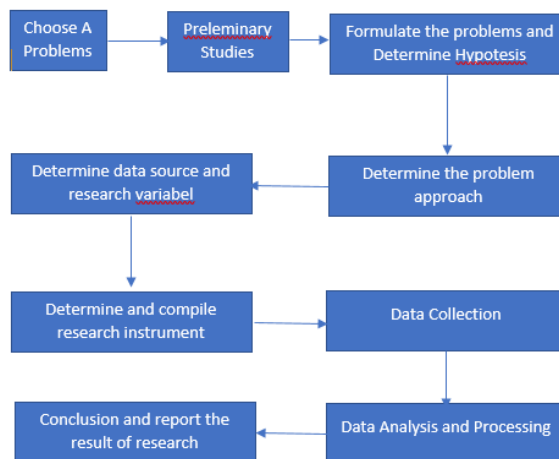 Choose A
Problems
Preleminary
Studies
Formulate the problems and
Determine Hypotesis
Determine the problem
approach
Determine data source and
research variabel
Determine and compile
research instrument
Data Collection
Data Analysis and Processing
Conclusion and report the
result of research